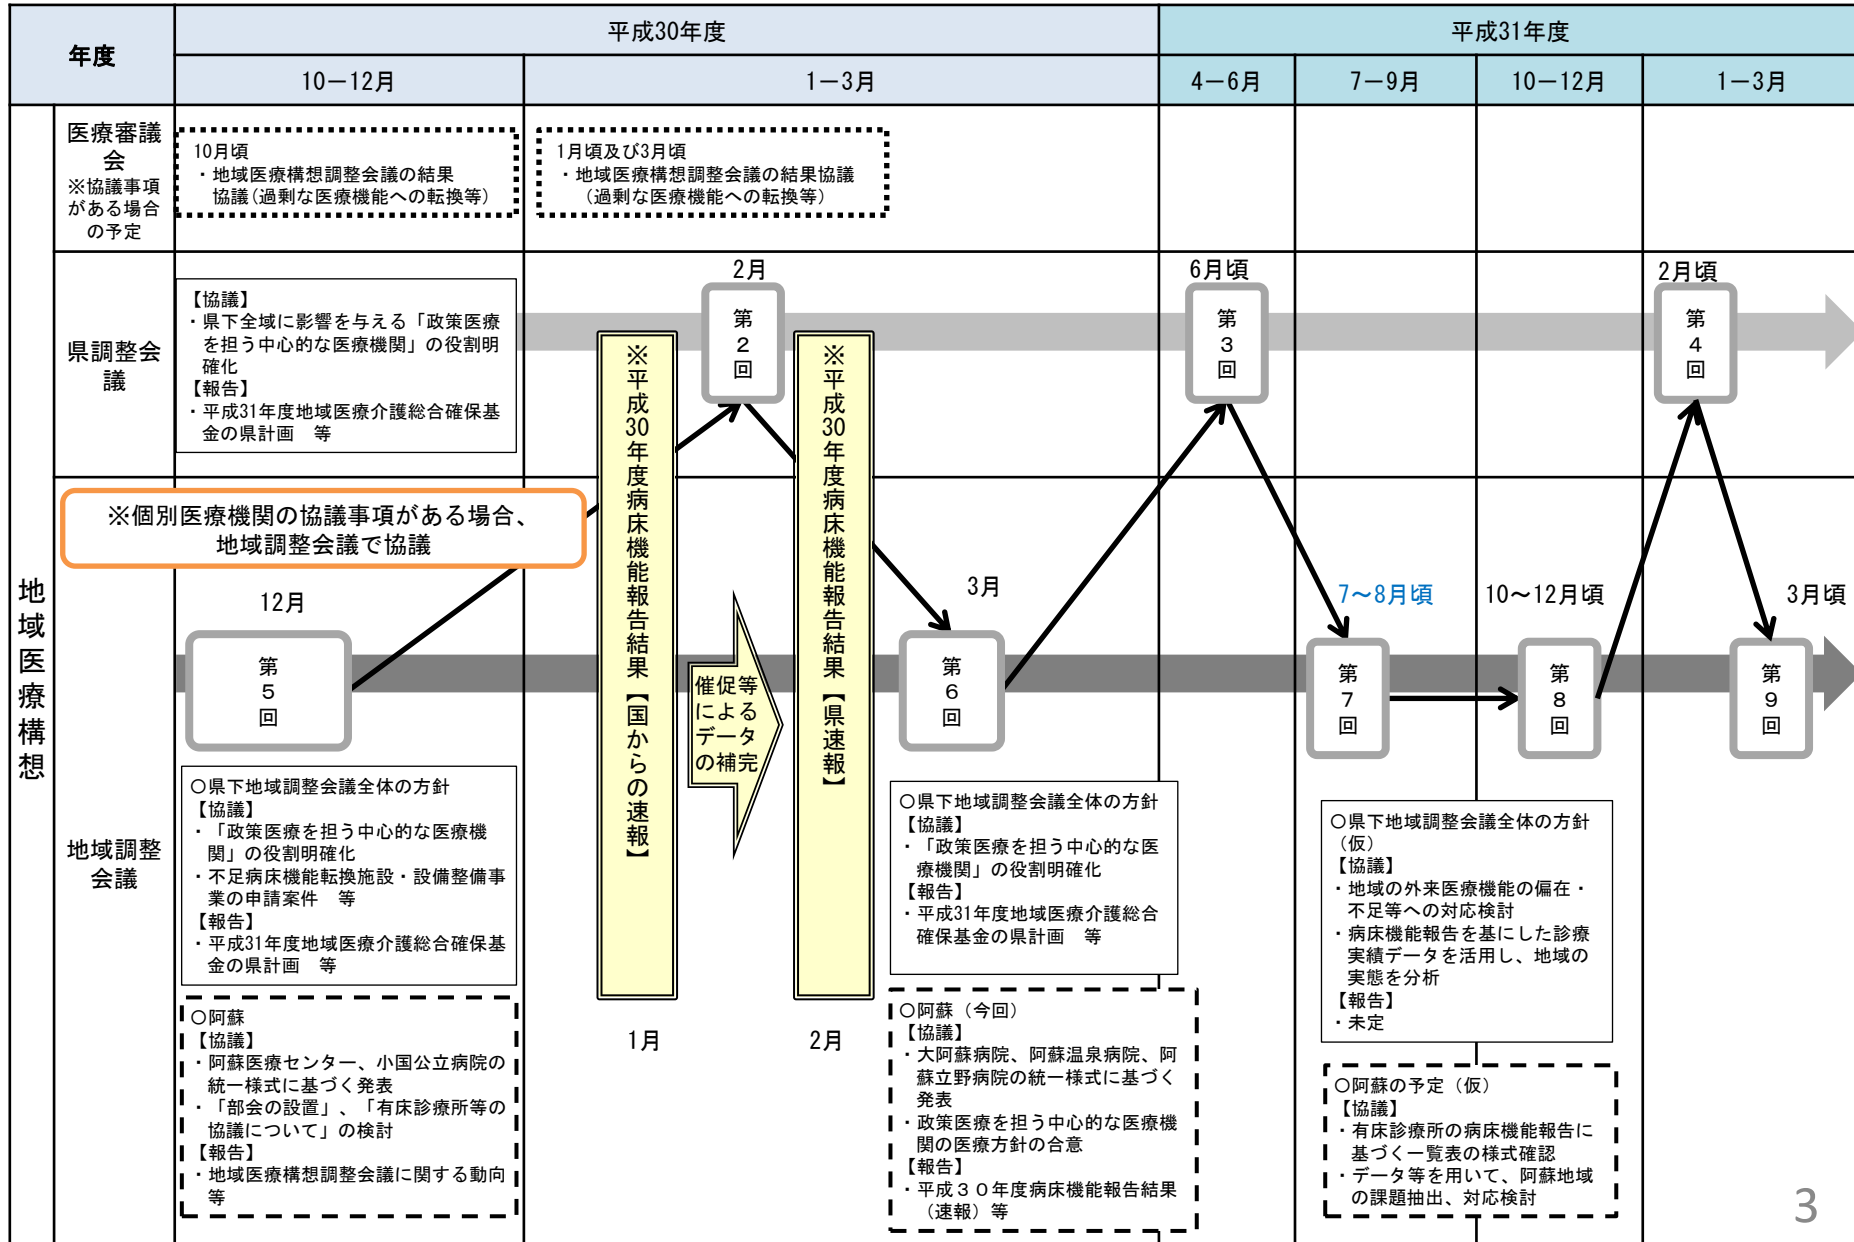 年度
平成30年度
平成31年度
10－12月
1－3月
4－6月
7－9月
10－12月
1－3月
地域医療構想
医療審議
会
※協議事項
がある場合
の予定
10月頃
・地域医療構想調整会議の結果
協議(過剰な医療機能への転換等)
1月頃及び3月頃
・地域医療構想調整会議の結果協議
（過剰な医療機能への転換等）
県調整会
議
【協議】
・県下全域に影響を与える「政策医療
を担う中心的な医療機関」の役割明
確化
【報告】
・平成31年度地域医療介護総合確保基
金の県計画　等
2月
第
2
回
6月頃
第
3
回
2月頃
第
4
回
※個別医療機関の協議事項がある場合、
地域調整会議で協議
※平成30年度病床機能報告結果【国からの速報】
1月
催促等
による
データ
の補完
※平成30年度病床機能報告結果【県速報】
2月
地域調整
会議
12月
第
5
回
3月
第
6
回
7～8月頃
第
7
回
10～12月頃
第
8
回
3月頃
第
9
回
○県下地域調整会議全体の方針
【協議】
・「政策医療を担う中心的な医療機
関」の役割明確化
・不足病床機能転換施設・設備整備事
業の申請案件　等
【報告】
・平成31年度地域医療介護総合確保基
金の県計画　等
○阿蘇
【協議】
・阿蘇医療センター、小国公立病院の
統一様式に基づく発表
・「部会の設置」、「有床診療所等の
協議について」の検討
【報告】
・地域医療構想調整会議に関する動向
等
○県下地域調整会議全体の方針
【協議】
・「政策医療を担う中心的な医
療機関」の役割明確化
【報告】
・平成31年度地域医療介護総合
確保基金の県計画　等
○阿蘇（今回）
【協議】
・大阿蘇病院、阿蘇温泉病院、阿
蘇立野病院の統一様式に基づく
発表
・政策医療を担う中心的な医療機
関の医療方針の合意
【報告】
・平成３０年度病床機能報告結果
（速報）等
○県下地域調整会議全体の方針
（仮）
【協議】
・地域の外来医療機能の偏在・
不足等への対応検討
・病床機能報告を基にした診療
実績データを活用し、地域の
実態を分析
【報告】
・未定
○阿蘇の予定（仮）
【協議】
・有床診療所の病床機能報告に
基づく一覧表の様式確認
・データ等を用いて、阿蘇地域
の課題抽出、対応検討
3